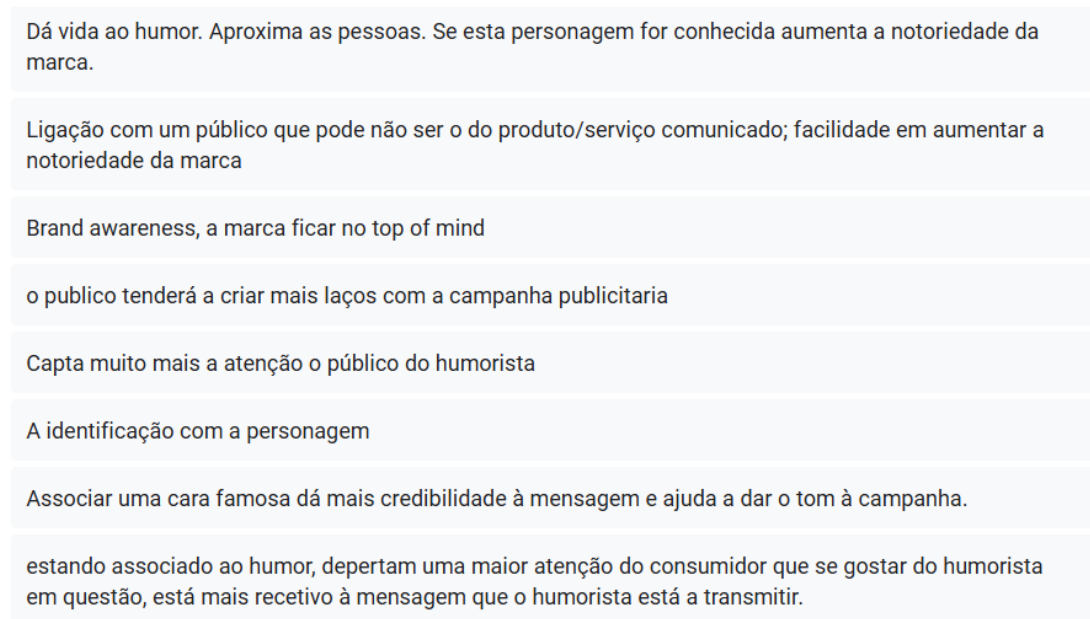 Dá vida ao humor. Aproxima as pessoas. Se esta personagem for conhecida aumenta a notoriedade da
marca.
Ligação com um público que pode não ser o do produto/serviço comunicado; facilidade em aumentar a
notoriedade da marca
Brand awareness, a marca ficar no top of mind
o publico tenderá a criar mais laços com a campanha publicitaria
Capta muito mais a atenção o público do humorista
A identificação com a personagem
Associar uma cara famosa dá mais credibilidade à mensagem e ajuda a dar o tom à campanha.
estando associado ao humor, depertam uma maior atenção do consumidor que se gostar do humorista
em questão, está mais recetivo à mensagem que o humorista está a transmitir.